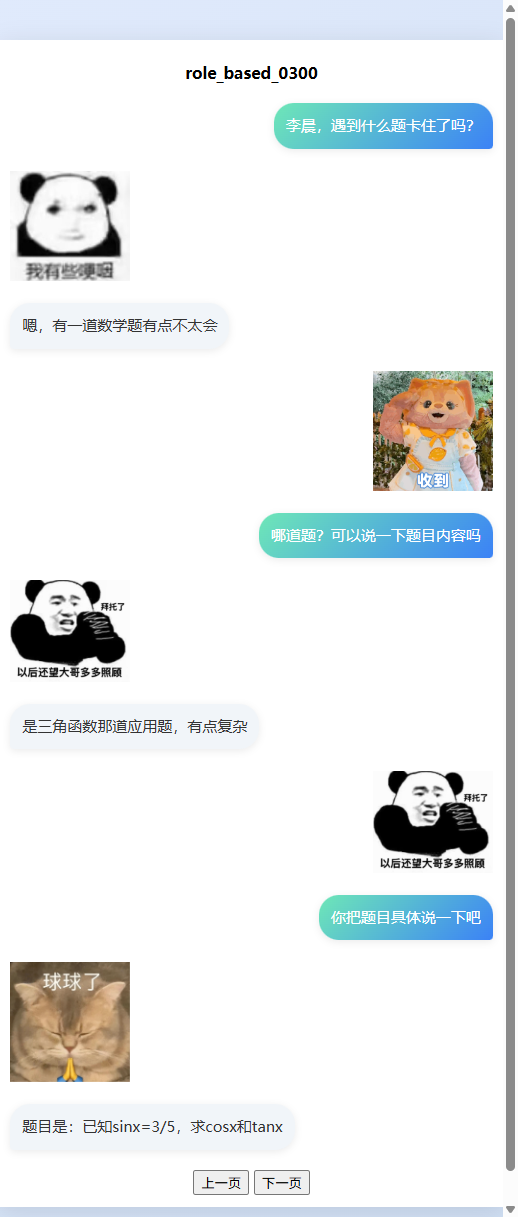 role_based_0300
李晨，遇到什么题卡住了吗？
我有些哽咽
嗯，有一道数学题有点不太会
收到
哪道题？可以说一下题目内容吗
拜托了
以后还望大哥多多照顾
是三角函数那道应用题，有点复杂
拜托了
以后还望大哥多多照顾
你把题目具体说一下吧
球球了
题目是：已知sinx=3/5，求cosx和tanx
上一页 下一页